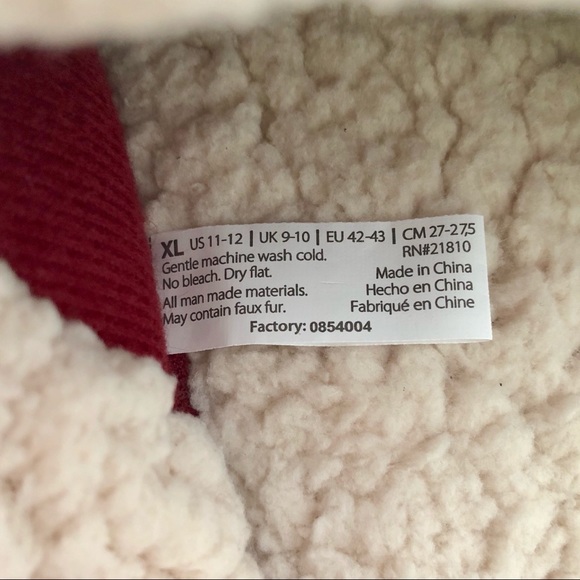 XL US 11-12 | UK 9-10 | EU 42-43 | CM 27-27,5
Gentle machine wash cold. RN#21810
No bleach. Dry flat. Made in China
All man made materials. Hecho en China
May contain faux fur. Fabriqué en Chine
Factory: 0854004